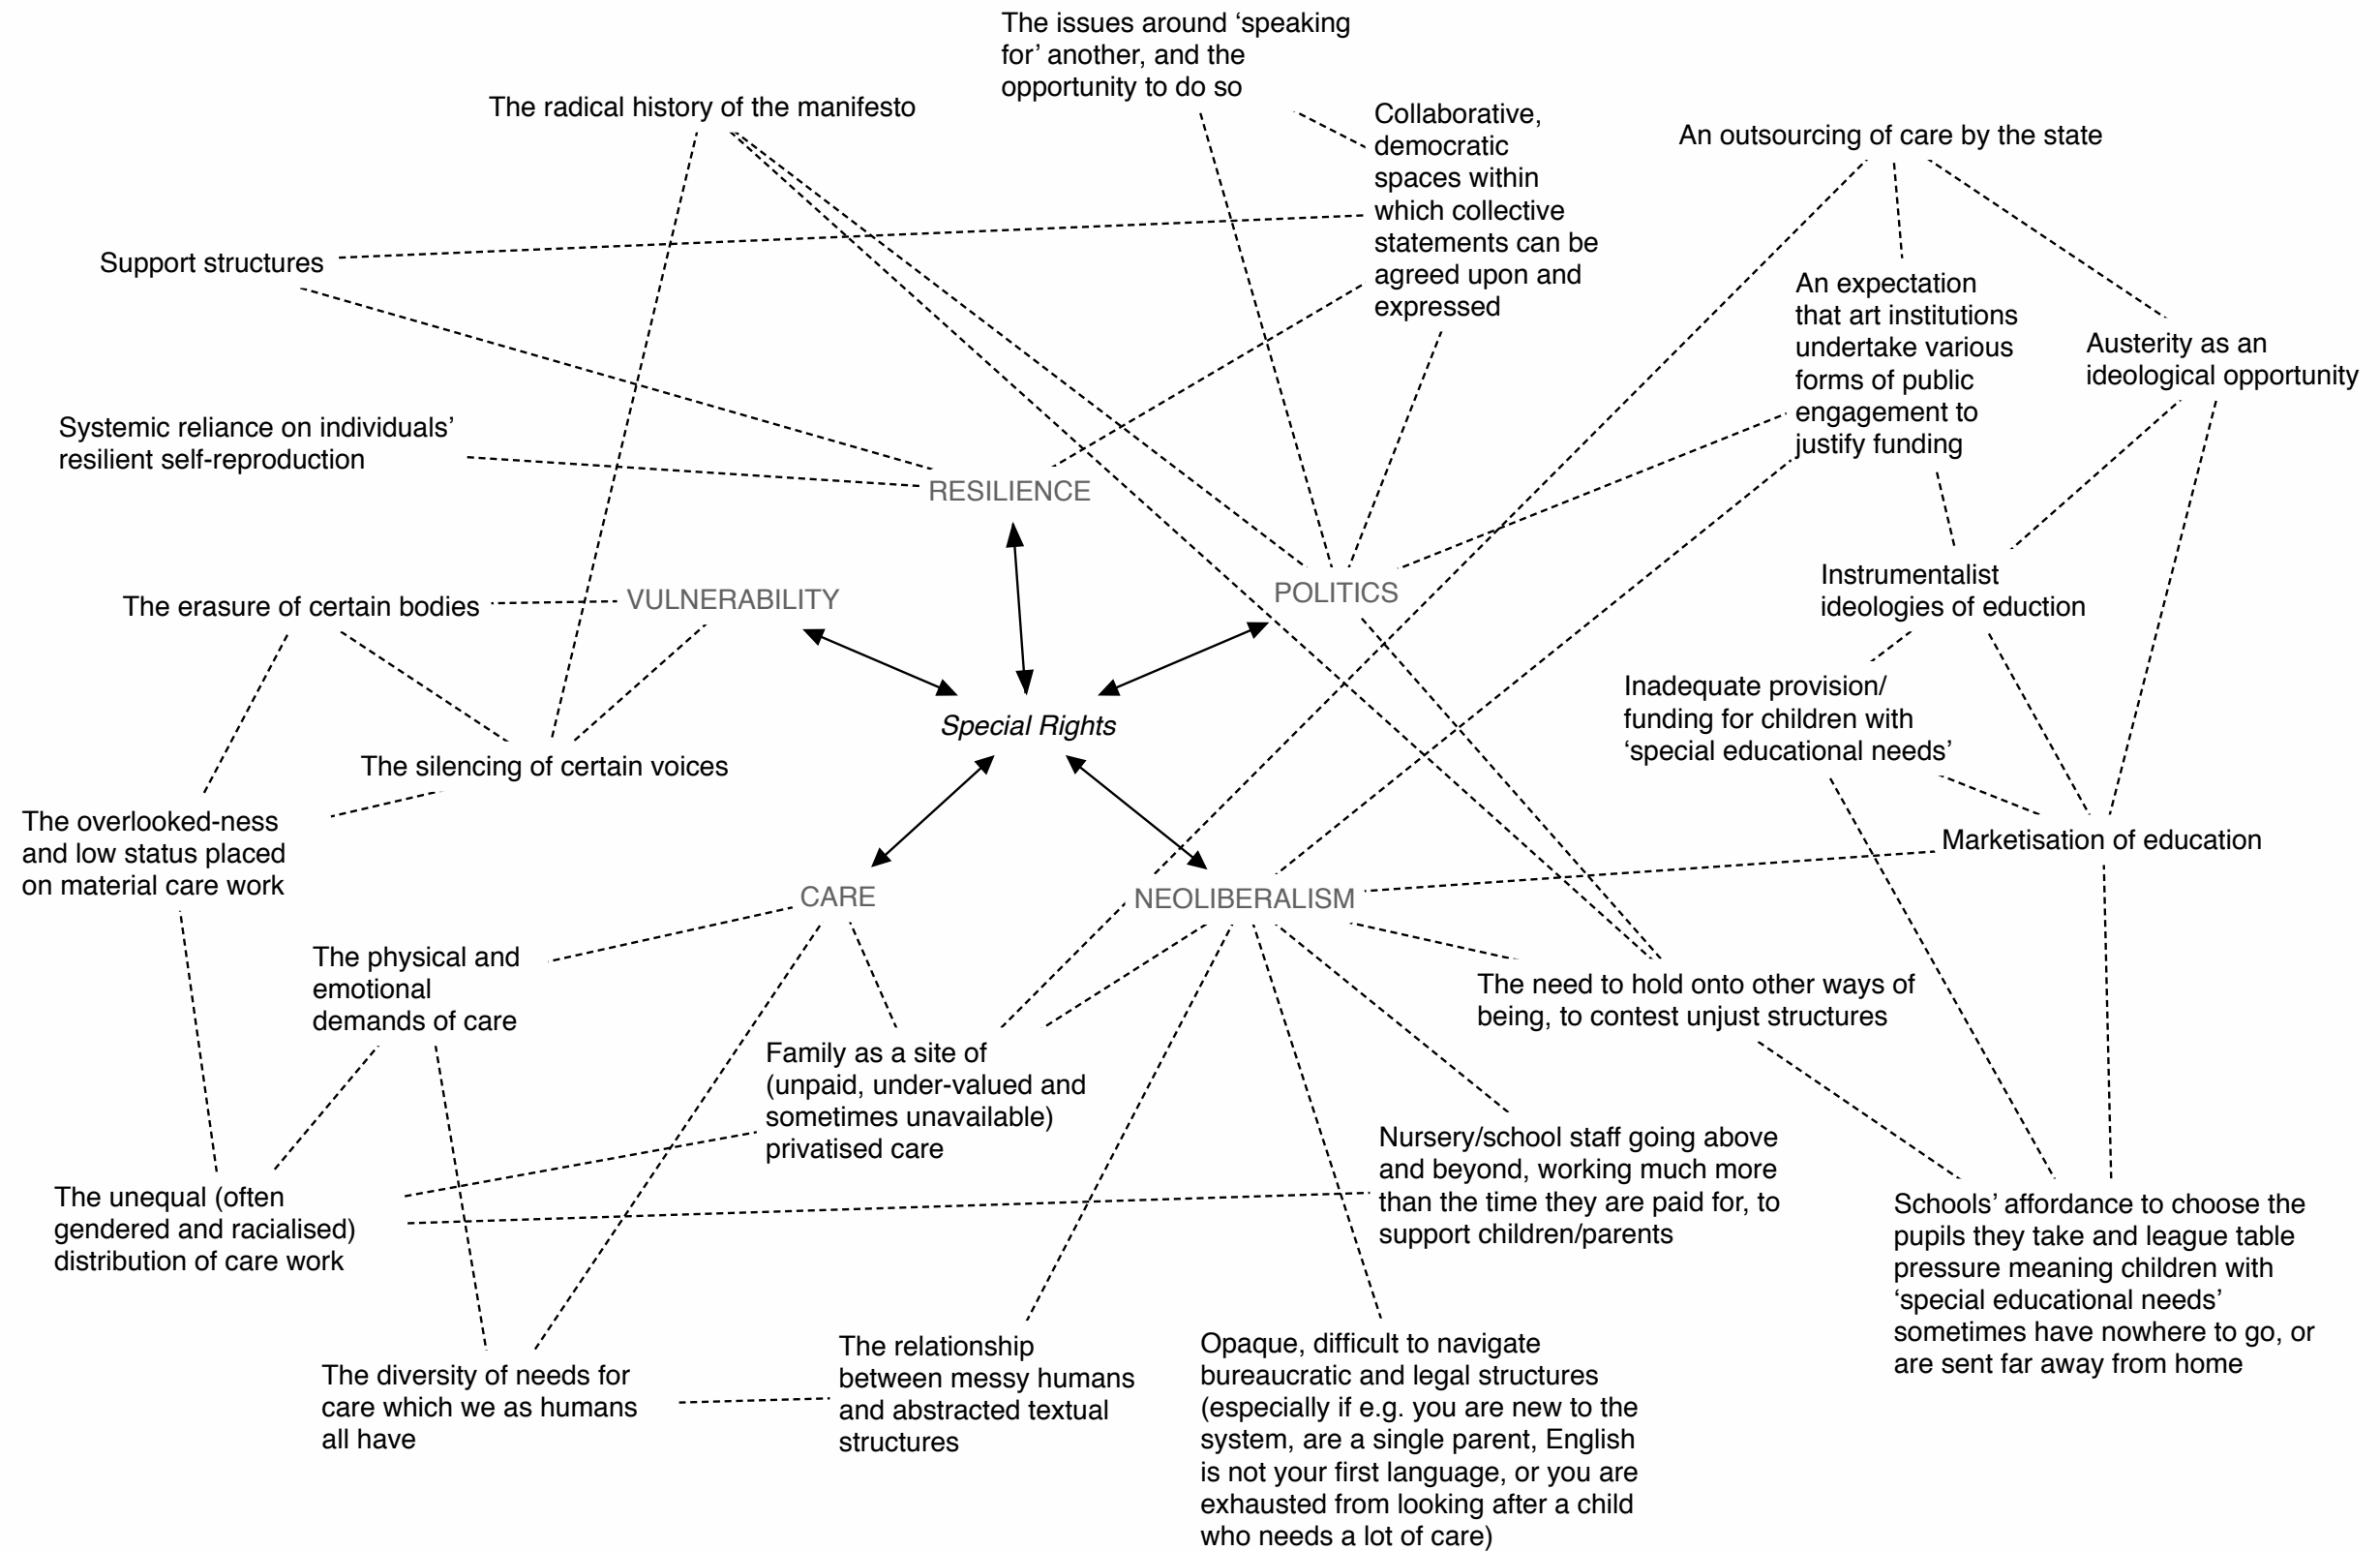 The issues around ‘speaking
for’ another, and the
opportunity to do so
The radical history of the manifesto
Collaborative,
democratic
spaces within
which collective
statements can be
agreed upon and
expressed
An outsourcing of care by the state
Support structures
An expectation
that art institutions
undertake various
forms of public
engagement to
justify funding
Austerity as an
ideological opportunity
Systemic reliance on individuals’
resilient self-reproduction
RESILIENCE
VULNERABILITY
POLITICS
The erasure of certain bodies
Instrumentalist
ideologies of eduction
Special Rights
Inadequate provision/
funding for children with
‘special educational needs’
The silencing of certain voices
The overlooked-ness
and low status placed
on material care work
Marketisation of education
CARE
NEOLIBERALISM
The physical and
emotional
demands of care
The need to hold onto other ways of
being, to contest unjust structures
Family as a site of
(unpaid, under-valued and
sometimes unavailable)
privatised care
Nursery/school staff going above
and beyond, working much more
than the time they are paid for, to
support children/parents
The unequal (often
gendered and racialised)
distribution of care work
Schools’ affordance to choose the
pupils they take and league table
pressure meaning children with
‘special educational needs’
sometimes have nowhere to go, or
are sent far away from home
The diversity of needs for
care which we as humans
all have
The relationship
between messy humans
and abstracted textual
structures
Opaque, difficult to navigate
bureaucratic and legal structures
(especially if e.g. you are new to the
system, are a single parent, English
is not your first language, or you are
exhausted from looking after a child
who needs a lot of care)